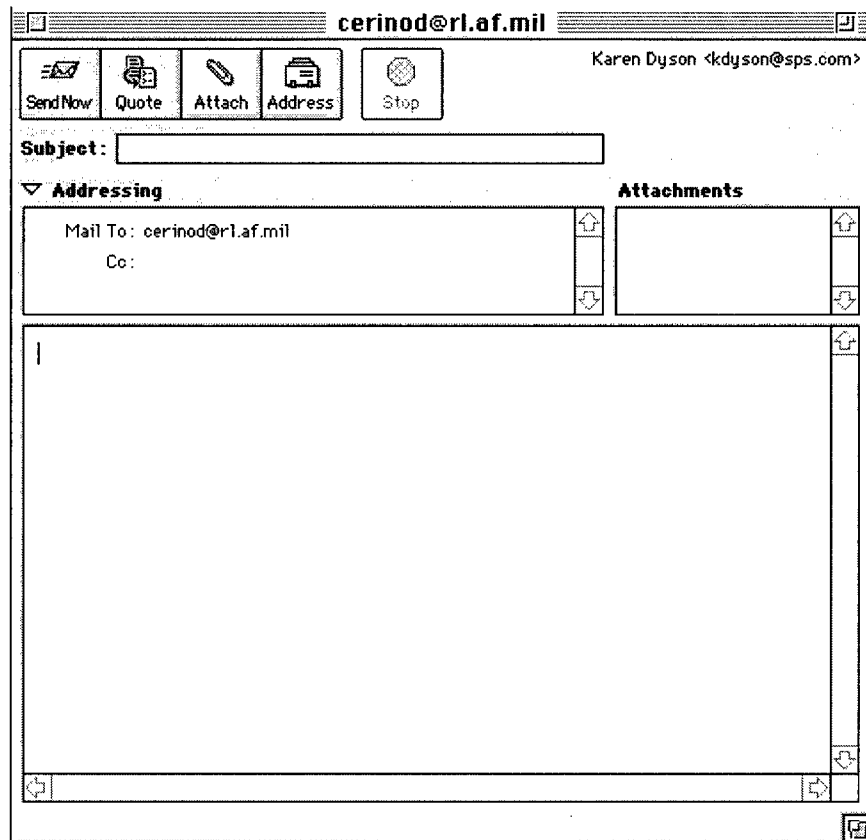 cerinod@rl.af.mil
Karen Dyson <kdyson@sps.com>
Send Now Quote Attach Address Stop
Subject:
Addressing Attachments
Mail To: cerinod@rl.af.mil
Cc: